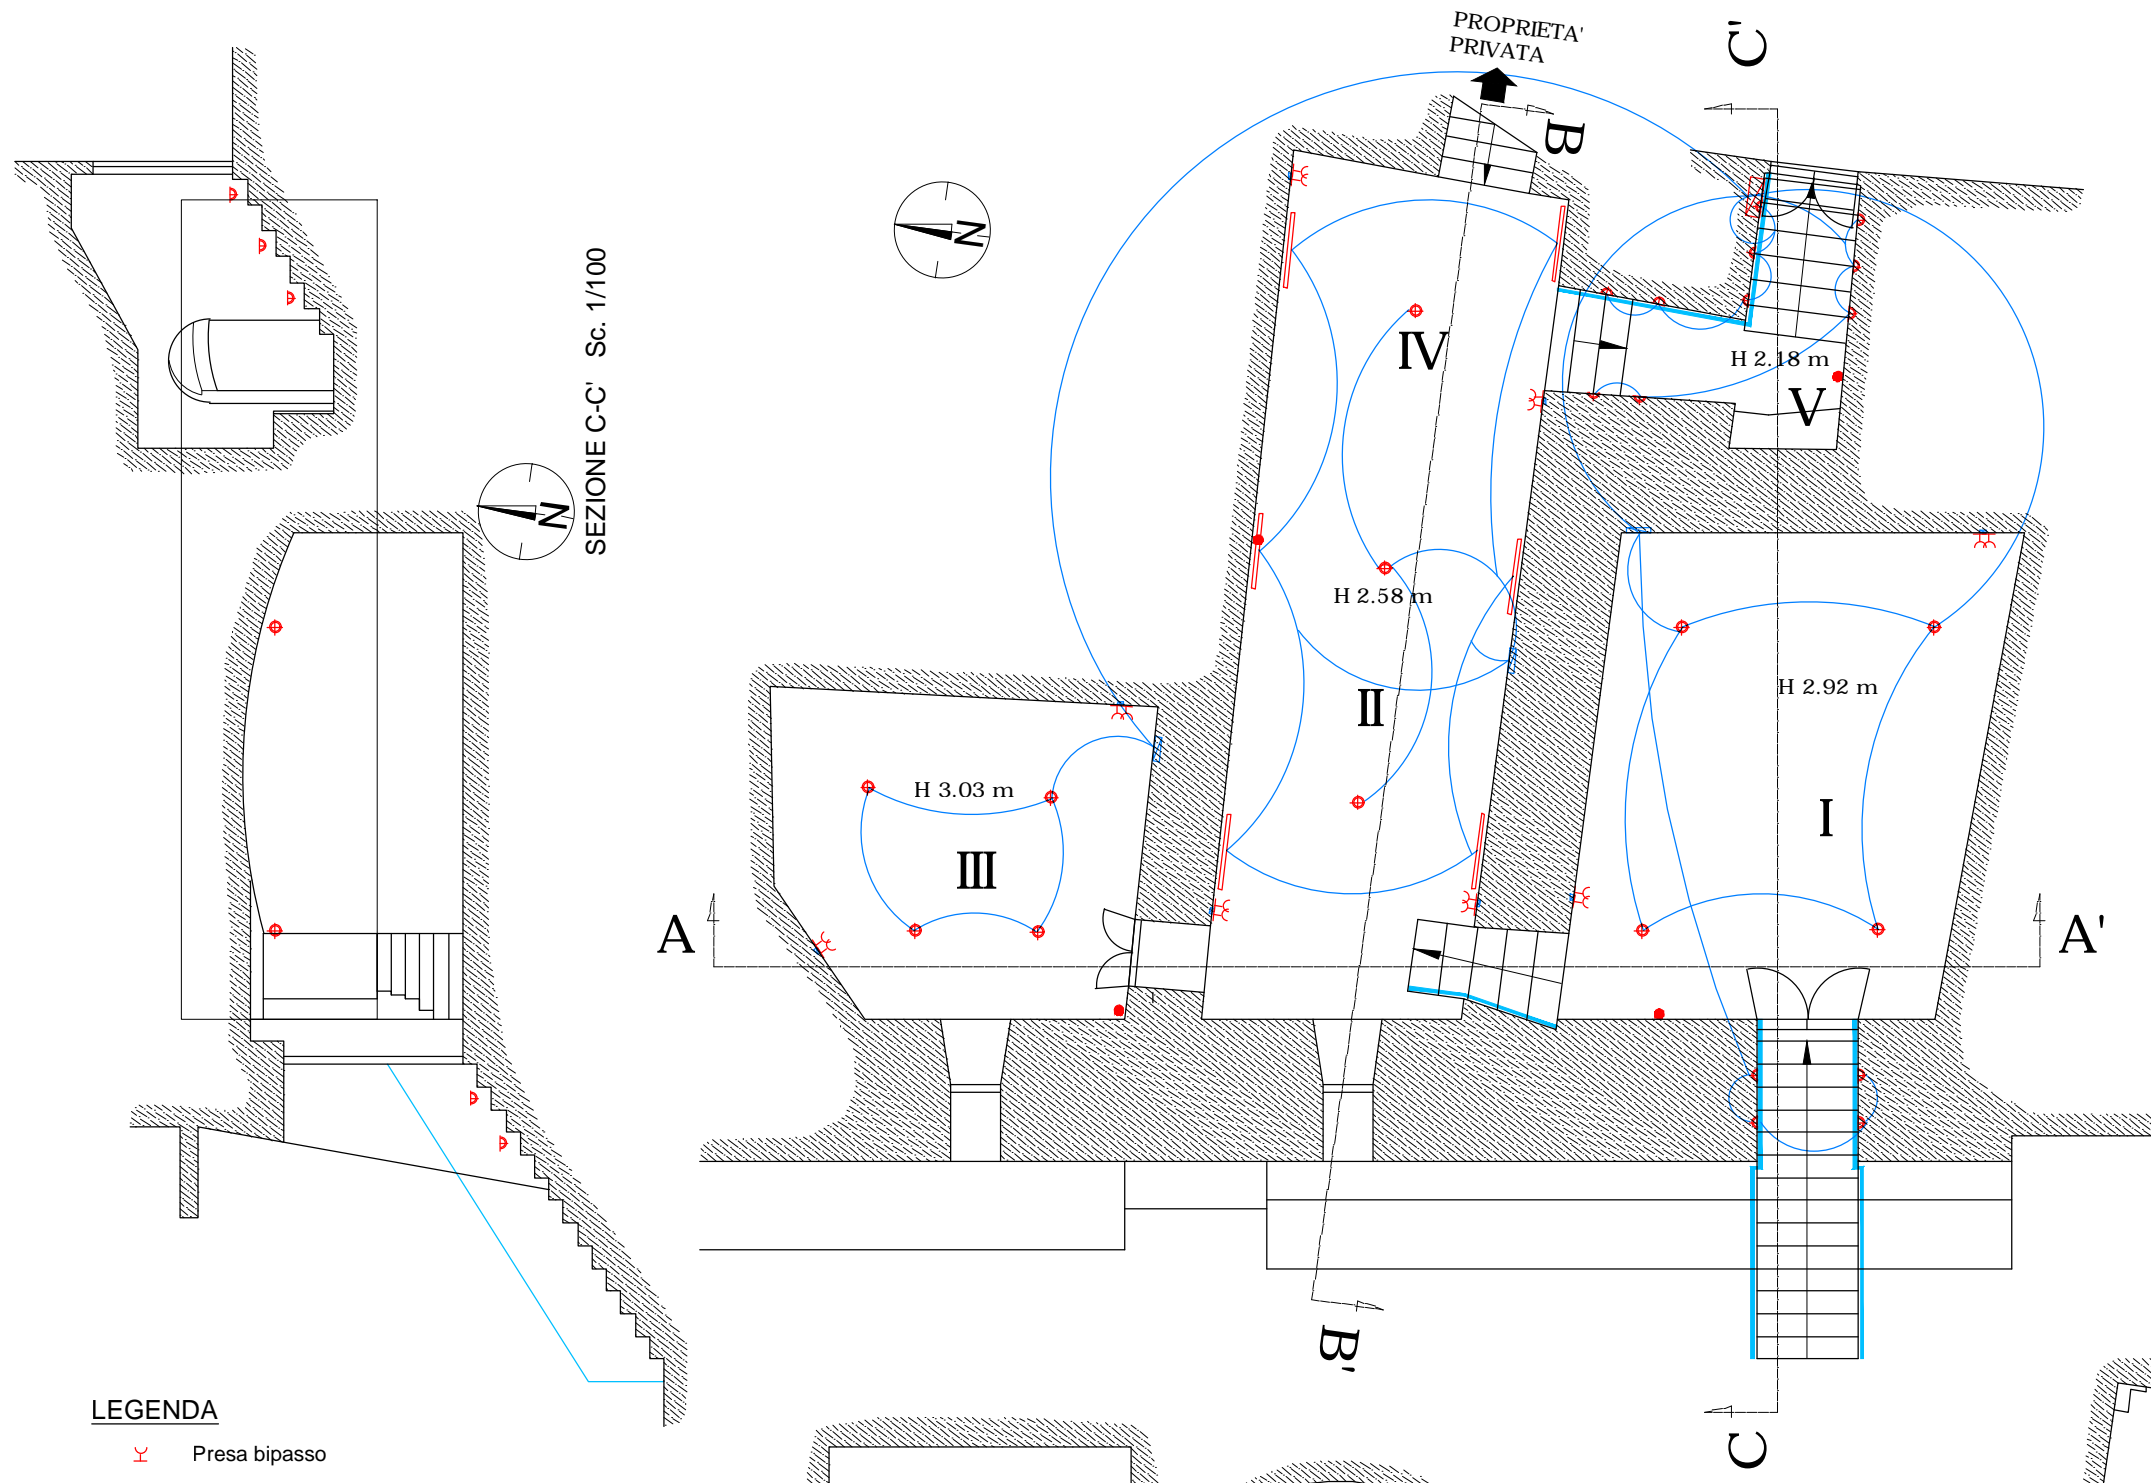 PROPRIETA'
PRIVATA
C'
B
N
SEZIONE C-C' Sc. 1/100
N
IV
H 2.18 m
V
H 2.58 m
II
H 2.92 m
I
H 3.03 m
III
A
A'
B'
C
LEGENDA
Presa bipasso